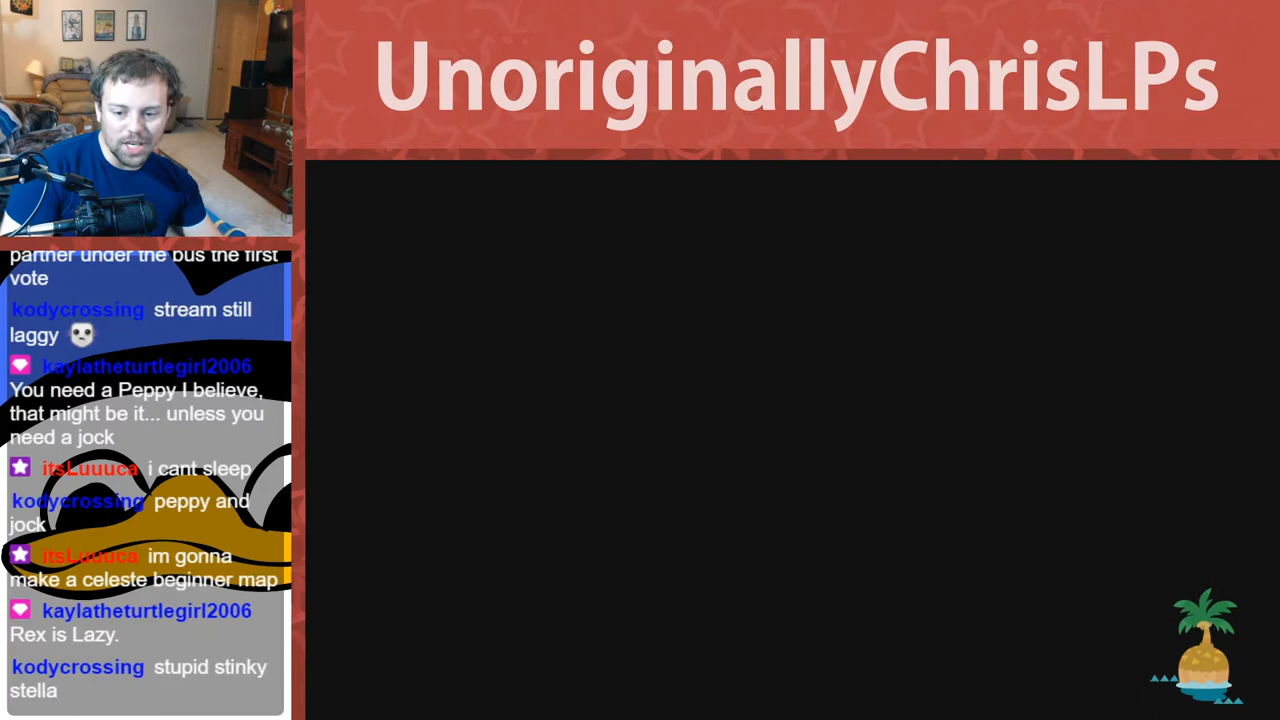 UnoriginallyChrisLPs
partner under the bus the first
vote
kodycrossing stream still
laggy
kaylatheturtlegirl2006
You need a Peppy I believe,
that might be it... unless you
need a jock
itsLuuuca i cant sleep
kodycrossing peppy and
jock
itsLuuuca im gonna
make a celeste beginner map
kaylatheturtlegirl2006
Rex is Lazy.
kodycrossing stupid stinky
stella